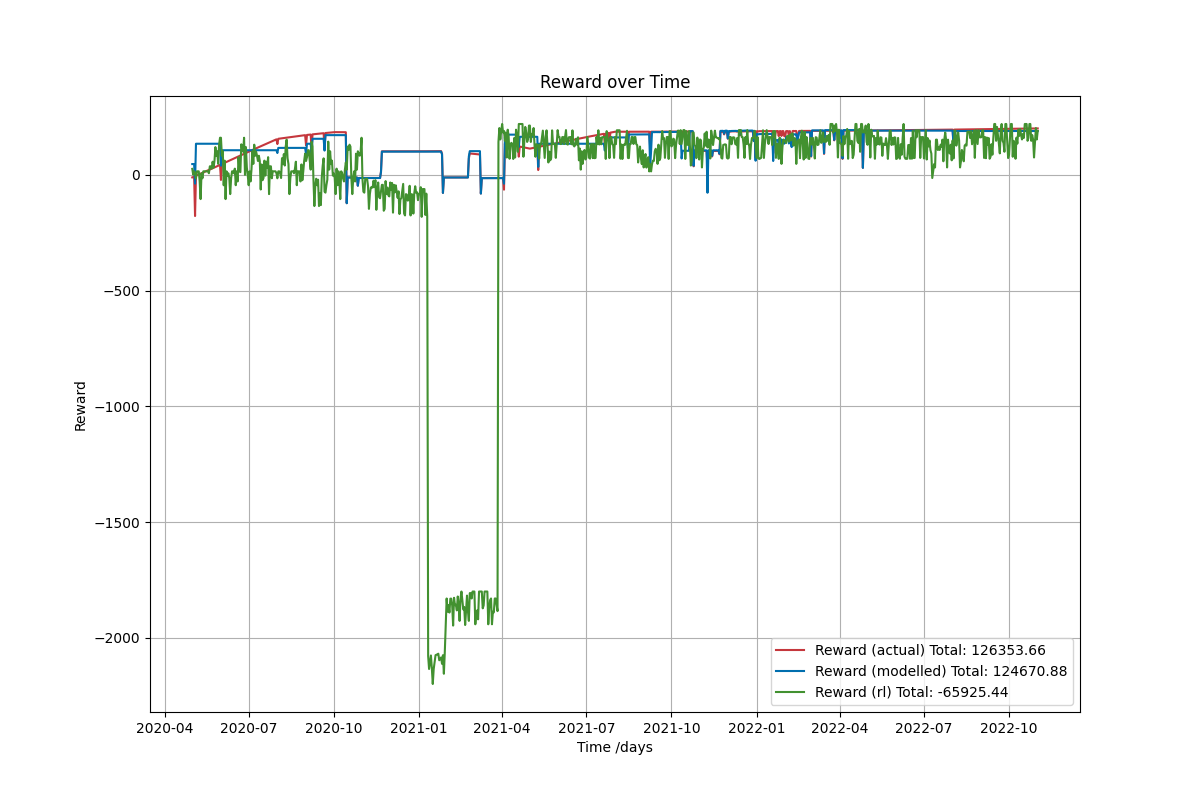 Reward over Time
Reward
0
−500
−1000
−1500
−2000
Reward (actual) Total: 126353.66
Reward (modelled) Total: 124670.88
Reward (rl) Total: -65925.44
2020-04 2020-07 2020-10 2021-01 2021-04 2021-07 2021-10 2022-01 2022-04 2022-07 2022-10
Time /days